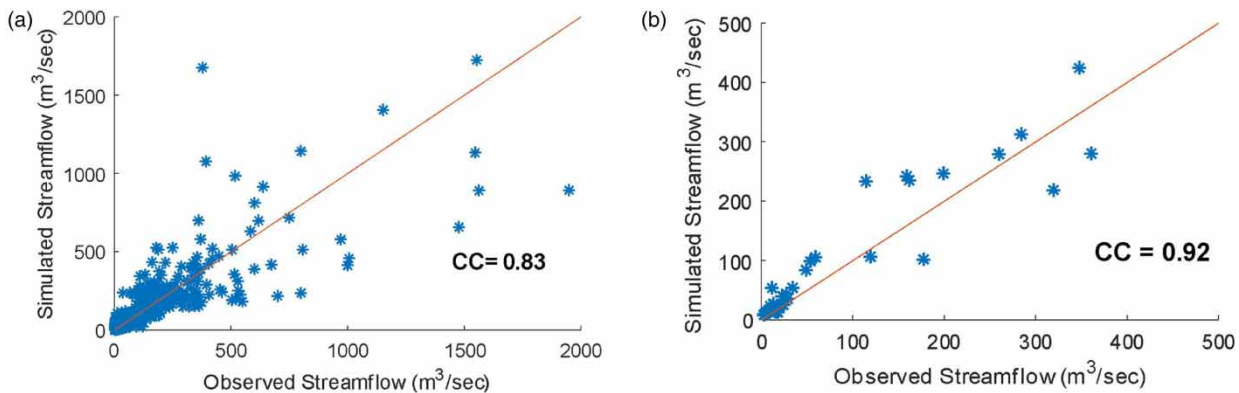 (a)
2000
1500
1000
500
0
Simulated Streamflow (m³/sec)
CC= 0.83
0 500 1000 1500 2000
Observed Streamflow (m³/sec)
(b)
500
400
300
200
100
0
Simulated Streamflow (m³/sec)
CC = 0.92
0 100 200 300 400 500
Observed Streamflow (m³/sec)